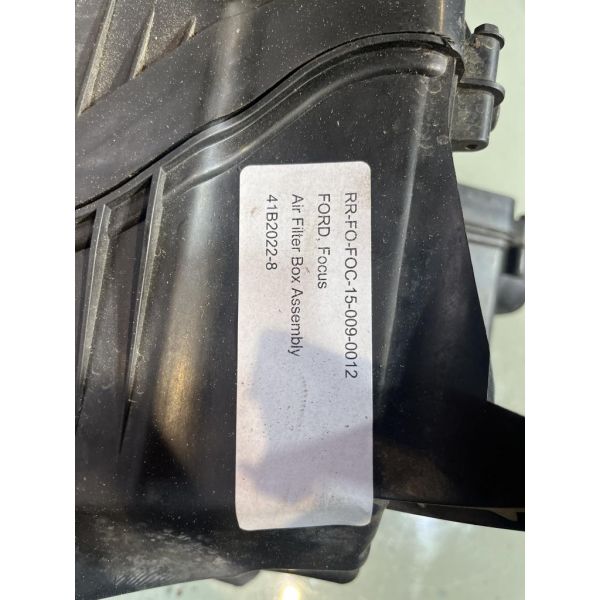 RR-FO-FOC-15-009-0012
FORD, Focus
Air Filter Box Assembly
41B2022-8